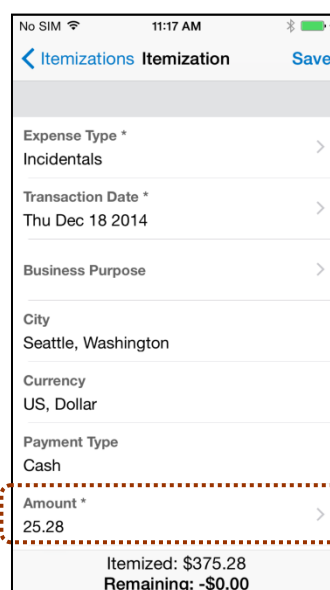 No SIM 11:17 AM
Itemizations Itemization Save
Expense Type *
Incidentals
Transaction Date *
Thu Dec 18 2014
Business Purpose
City
Seattle, Washington
Currency
US, Dollar
Payment Type
Cash
Amount *
25.28
Itemized: $375.28
Remaining: -$0.00